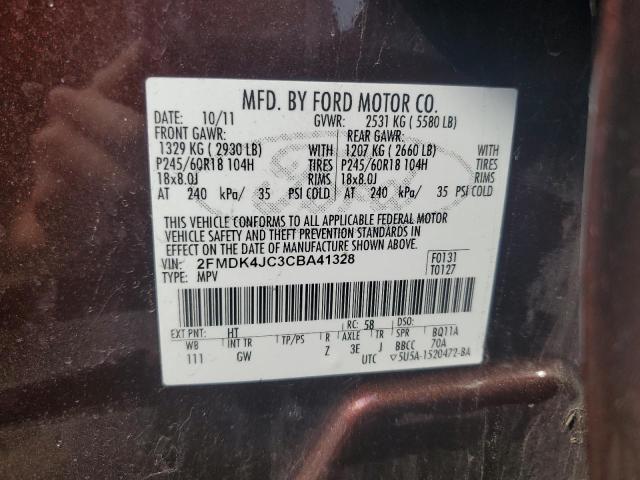 MFD. BY FORD MOTOR CO.
DATE: 10/11 GVWR: 2531 KG ( 5580 LB)
FRONT GAWR: REAR GAWR:
1329 KG ( 2930 LB) WITH 1207 KG ( 2660 LB) WITH
P245/60R18 104H TIRES P245/60R18 104H TIRES
18x8.0J RIMS 18x8.0J RIMS
AT 240 kPa/ 35 PSI COLD AT 240 kPa/ 35 PSI COLD
THIS VEHICLE CONFORMS TO ALL APPLICABLE FEDERAL MOTOR
VEHICLE SAFETY AND THEFT PREVENTION STANDARDS IN
EFFECT ON THE DATE OF MANUFACTURE SHOWN ABOVE.
VIN: 2FMDK4JC3CBA41328 F0131
TYPE: MPV T0127
EXT PNT: HT RC: 58 DSO:
WB INT TR TP/PS R AXLE TR SPR BQ11A
111 GW Z 3E J BBCC 70A
UTC ▽5U5A-1520472-BA
Ford